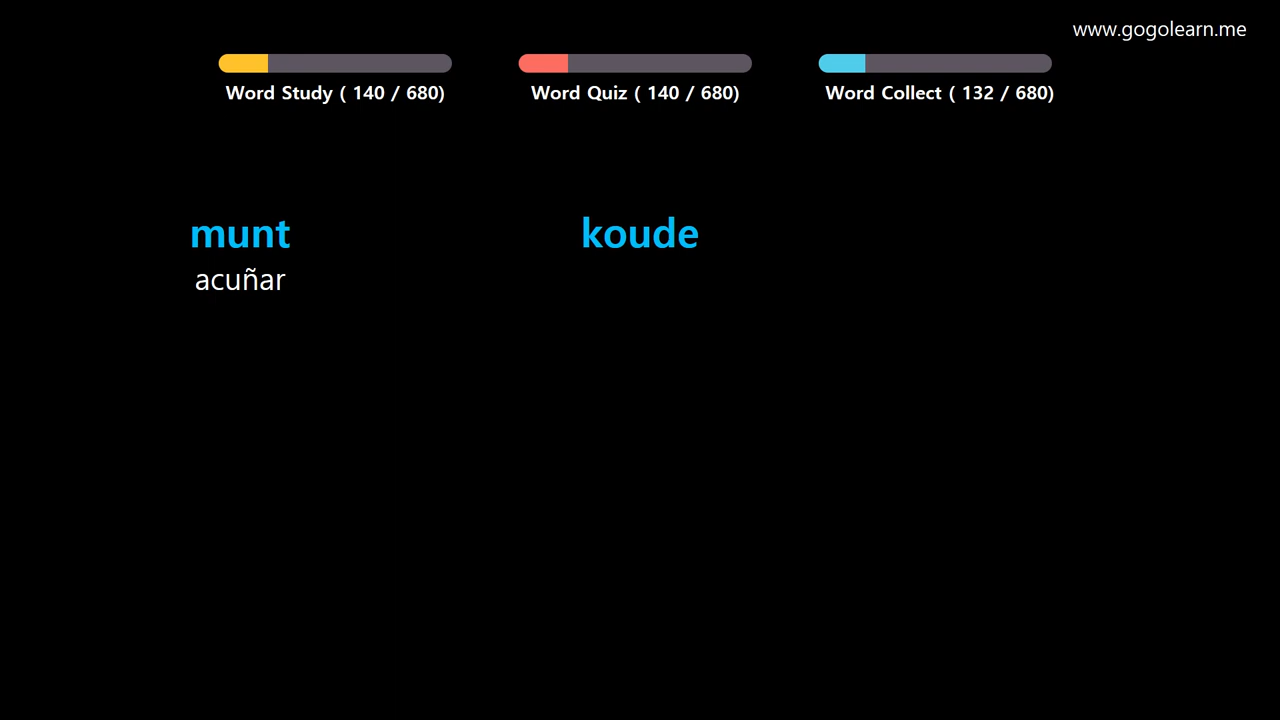 www.gogolearn.me
Word Study ( 140 / 680)
Word Quiz ( 140 / 680)
Word Collect ( 132 / 680)
munt
acuñar
koude